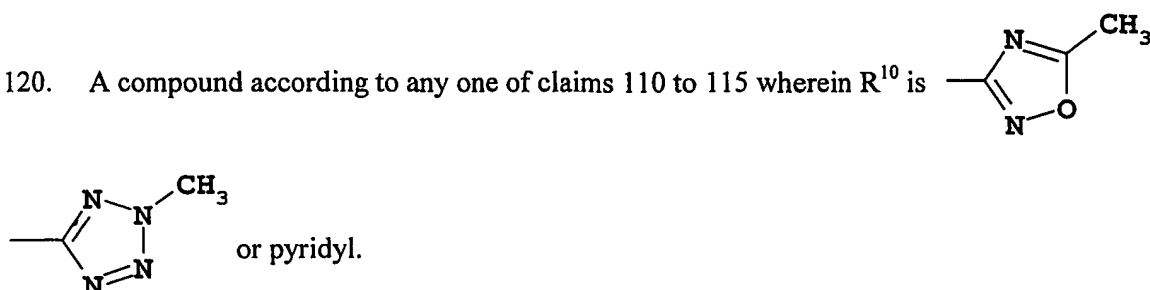 120. A compound according to any one of claims 110 to 115 wherein R¹⁰ is N CH₃ N O
N N CH₃ N N or pyridyl.